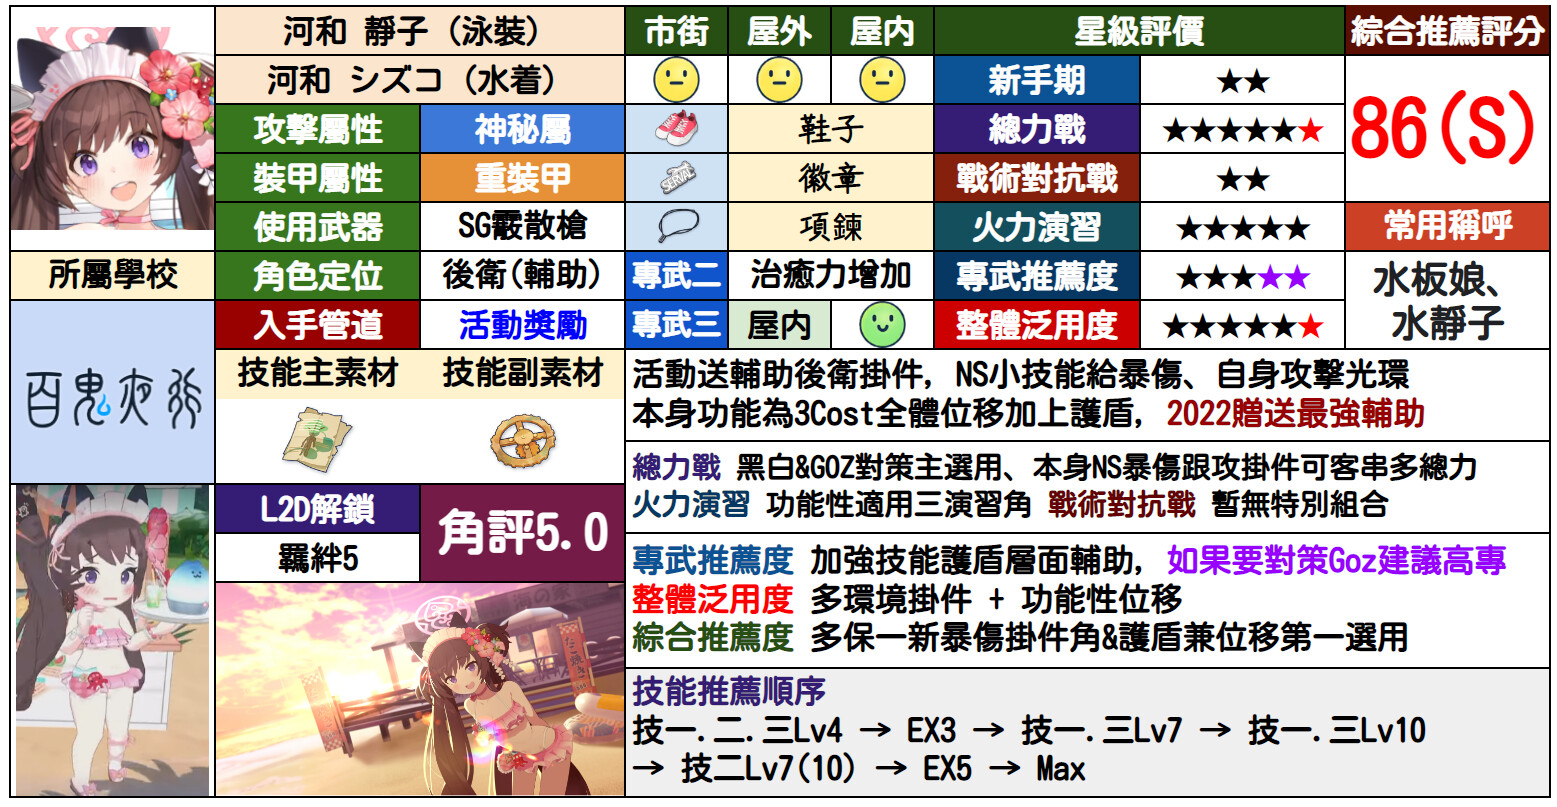 河和 靜子（泳裝）
市街
屋外
屋内
星級評價
綜合推薦評分
河和 シズコ（水着）
新手期
★★
86(S)
攻擊屬性
神秘屬
鞋子
總力戰
★★★★★★
裝甲屬性
重裝甲
SERVAL
徽章
戰術對抗戰
★★
使用武器
SG霰散槍
項鍊
火力演習
★★★★★
常用稱呼
所屬學校
角色定位
後衛(輔助)
專武二
治癒力增加
專武推薦度
★★★★★
水板娘、
水靜子
入手管道
活動獎勵
專武三
屋内
整體泛用度
★★★★★★
百鬼夜行
技能主素材
技能副素材
活動送輔助後衛掛件，NS小技能給暴傷、自身攻擊光環
本身功能為3Cost全體位移加上護盾，2022贈送最強輔助
總力戰 黑白&GOZ對策主選用、本身NS暴傷跟攻掛件可客串多總力
火力演習 功能性適用三演習角 戰術對抗戰 暫無特別組合
L2D解鎖
角評5.0
羈絆5
專武推薦度 加強技能護盾層面輔助，如果要對策Goz建議高專
整體泛用度 多環境掛件 + 功能性位移
綜合推薦度 多保一新暴傷掛件角&護盾兼位移第一選用
技能推薦順序
技一.二.三Lv4 → EX3 → 技一.三Lv7 → 技一.三Lv10
→ 技二Lv7(10) → EX5 → Max